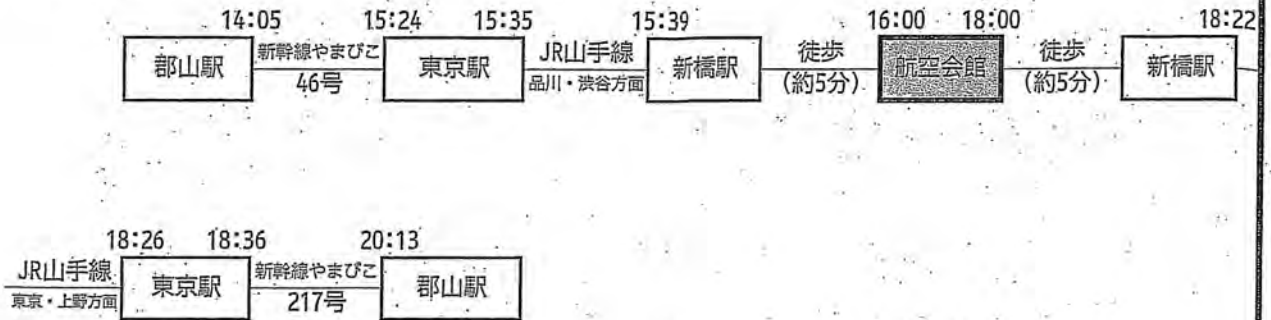 14:05 15:24 15:35 15:39 16:00 18:00 18:22
郡山駅 新幹線やまびこ 東京駅 JR山手線 新橋駅 徒歩 航空会館 徒歩 新橋駅
46号 品川・渋谷方面 (約5分) (約5分)
18:26 18:36 20:13
JR山手線 東京駅 新幹線やまびこ 郡山駅
東京・上野方面 217号